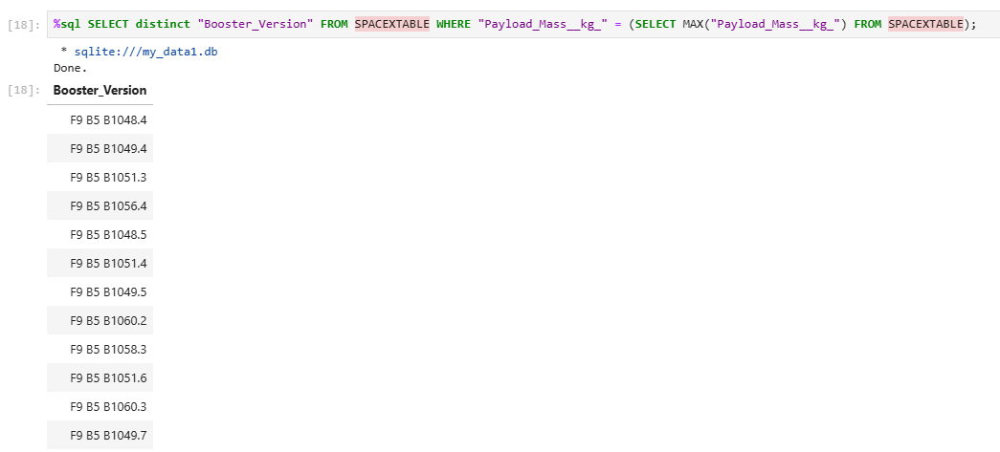 [18]: %sql SELECT distinct "Booster_Version" FROM SPACEXTABLE WHERE "Payload_Mass__kg_" = (SELECT MAX("Payload_Mass__kg_") FROM SPACEXTABLE);
* sqlite:///my_data1.db
Done.
[18]: Booster_Version
F9 B5 B1048.4
F9 B5 B1049.4
F9 B5 B1051.3
F9 B5 B1056.4
F9 B5 B1048.5
F9 B5 B1051.4
F9 B5 B1049.5
F9 B5 B1060.2
F9 B5 B1058.3
F9 B5 B1051.6
F9 B5 B1060.3
F9 B5 B1049.7